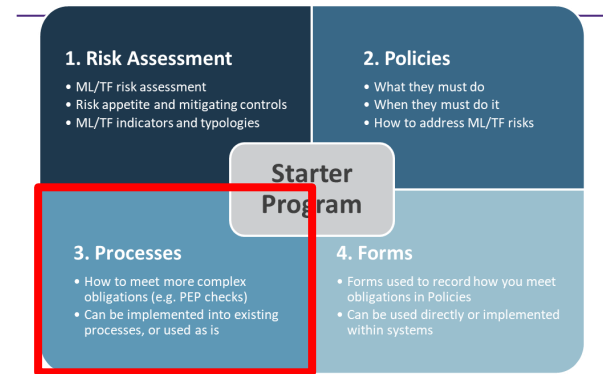 1. Risk Assessment
• ML/TF risk assessment
• Risk appetite and mitigating controls
• ML/TF indicators and typologies
2. Policies
• What they must do
• When they must do it
• How to address ML/TF risks
Starter
Program
3. Processes
• How to meet more complex
obligations (e.g. PEP checks)
• Can be implemented into existing
processes, or used as is
4. Forms
• Forms used to record how you meet
obligations in Policies
• Can be used directly or implemented
within systems